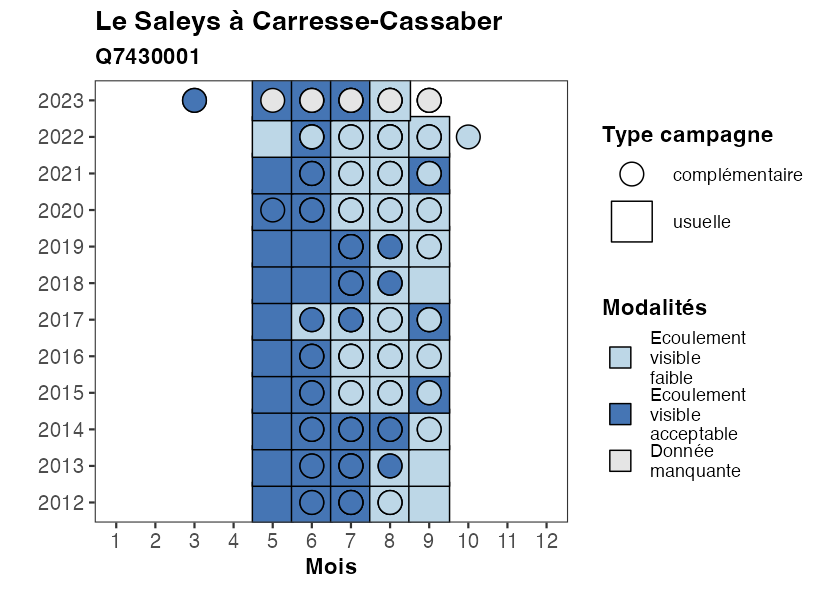 Le Saleys à Carresse-Cassaber
Q7430001
2023
2022
2021
2020
2019
2018
2017
2016
2015
2014
2013
2012
1 2 3 4 5 6 7 8 9 10 11 12
Mois
Type campagne
complémentaire
usuelle
Modalités
Ecoulement
visible
faible
Ecoulement
visible
acceptable
Donnée
manquante